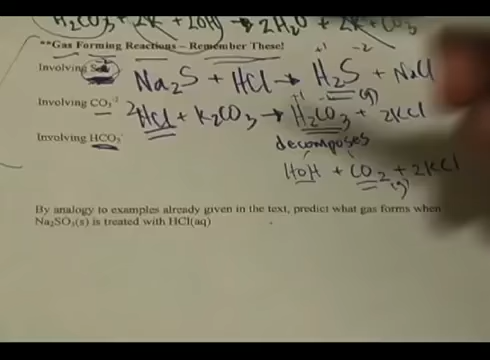 H₂CO₃ + 2K + 2OH → 2H₂O + 2K + CO₃
**Gas Forming Reactions – Remember These!
+1 -2
Involving S⁻² Na₂S + HCl → H₂S + NaCl
(g)
+1
Involving CO₃⁻² 2HCl + K₂CO₃ → H₂CO₃ + 2KCl
Involving HCO₃⁻ decomposes
HOH + CO₂ + 2KCl
(g)
By analogy to examples already given in the text, predict what gas forms when
Na₂SO₃(s) is treated with HCl(aq)